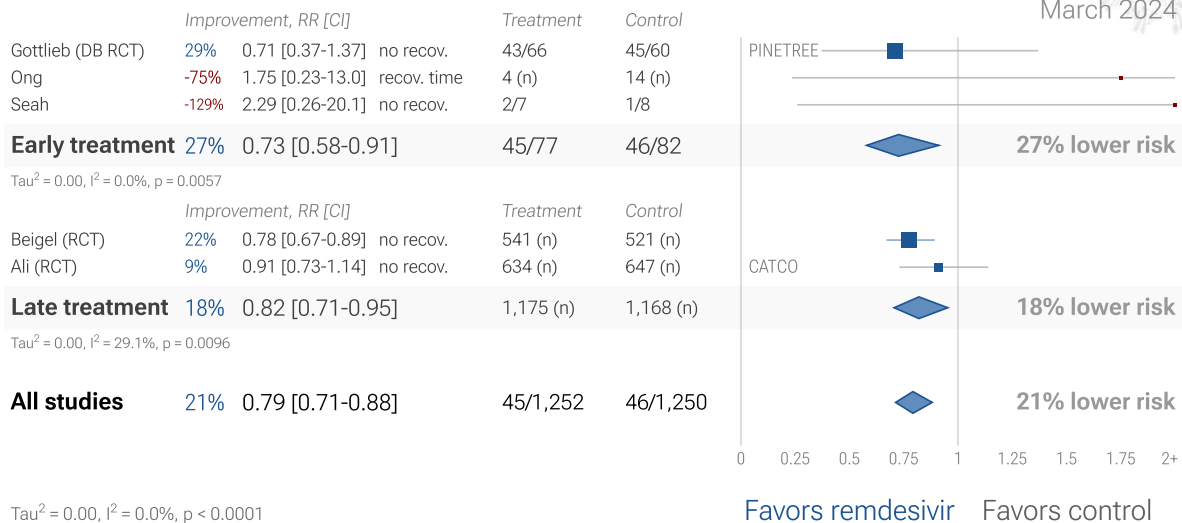 March 2024
Improvement, RR [CI] Treatment Control
Gottlieb (DB RCT) 29% 0.71 [0.37-1.37] no recov. 43/66 45/60 PINETREE
Ong -75% 1.75 [0.23-13.0] recov. time 4 (n) 14 (n)
Seah -129% 2.29 [0.26-20.1] no recov. 2/7 1/8
Early treatment 27% 0.73 [0.58-0.91] 45/77 46/82 27% lower risk
Tau² = 0.00, I² = 0.0%, p = 0.0057
Improvement, RR [CI] Treatment Control
Beigel (RCT) 22% 0.78 [0.67-0.89] no recov. 541 (n) 521 (n)
Ali (RCT) 9% 0.91 [0.73-1.14] no recov. 634 (n) 647 (n) CATCO
Late treatment 18% 0.82 [0.71-0.95] 1,175 (n) 1,168 (n) 18% lower risk
Tau² = 0.00, I² = 29.1%, p = 0.0096
All studies 21% 0.79 [0.71-0.88] 45/1,252 46/1,250 21% lower risk
0 0.25 0.5 0.75 1 1.25 1.5 1.75 2+
Tau² = 0.00, I² = 0.0%, p < 0.0001 Favors remdesivir Favors control